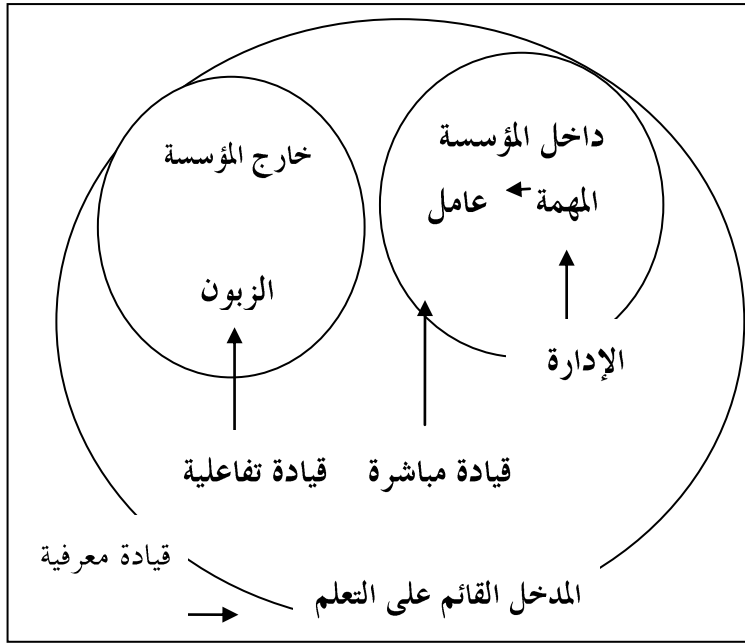 داخل المؤسسة
خارج المؤسسة
المهمة عامل
الزبون
الإدارة
قيادة مباشرة قيادة تفاعلية
قيادة معرفية
المدخل القائم على التعلم